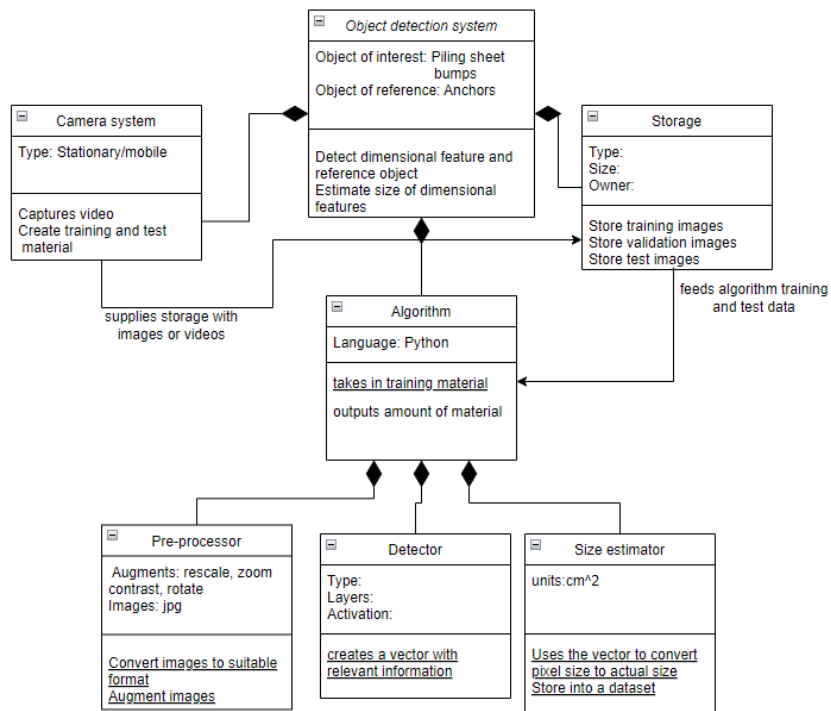 Object detection system
Object of interest: Piling sheet
bumps
Object of reference: Anchors
Detect dimensional feature and
reference object
Estimate size of dimensional
features
Camera system
Type: Stationary/mobile
Captures video
Create training and test
material
Storage
Type:
Size:
Owner:
Store training images
Store validation images
Store test images
supplies storage with
images or videos
feeds algorithm training
and test data
Algorithm
Language: Python
takes in training material
outputs amount of material
Pre-processor
Augments: rescale, zoom
contrast, rotate
Images: jpg
Convert images to suitable
format
Augment images
Detector
Type:
Layers:
Activation:
creates a vector with
relevant information
Size estimator
units:cm^2
Uses the vector to convert
pixel size to actual size
Store into a dataset